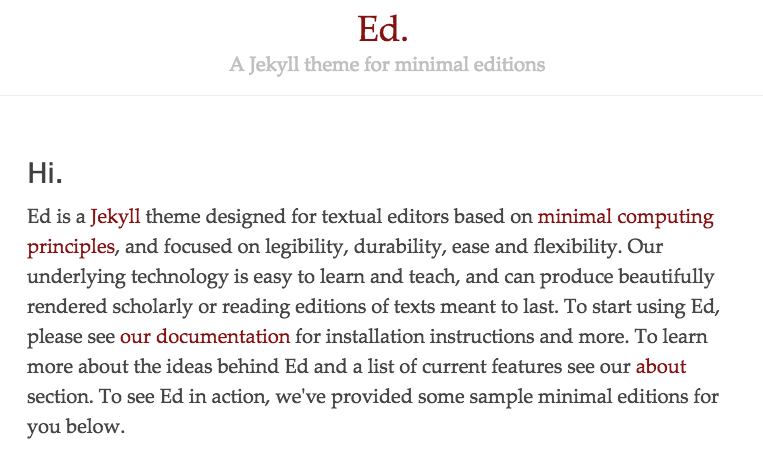 Ed.
A Jekyll theme for minimal editions
Hi.
Ed is a Jekyll theme designed for textual editors based on minimal computing
principles, and focused on legibility, durability, ease and flexibility. Our
underlying technology is easy to learn and teach, and can produce beautifully
rendered scholarly or reading editions of texts meant to last. To start using Ed,
please see our documentation for installation instructions and more. To learn
more about the ideas behind Ed and a list of current features see our about
section. To see Ed in action, we've provided some sample minimal editions for
you below.